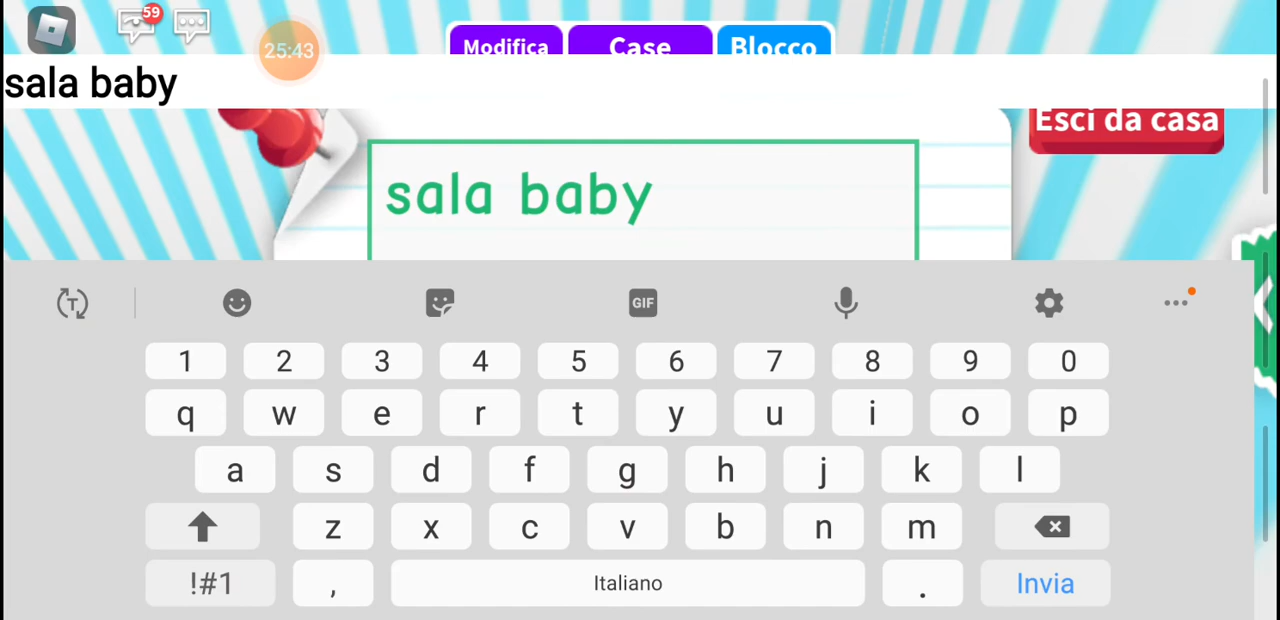 59
25:43
Modifica Case Blocco
sala baby
Esci da casa
sala baby
T
GIF
1 2 3 4 5 6 7 8 9 0
q w e r t y u i o p
a s d f g h j k l
z x c v b n m
!#1 , Italiano . Invia